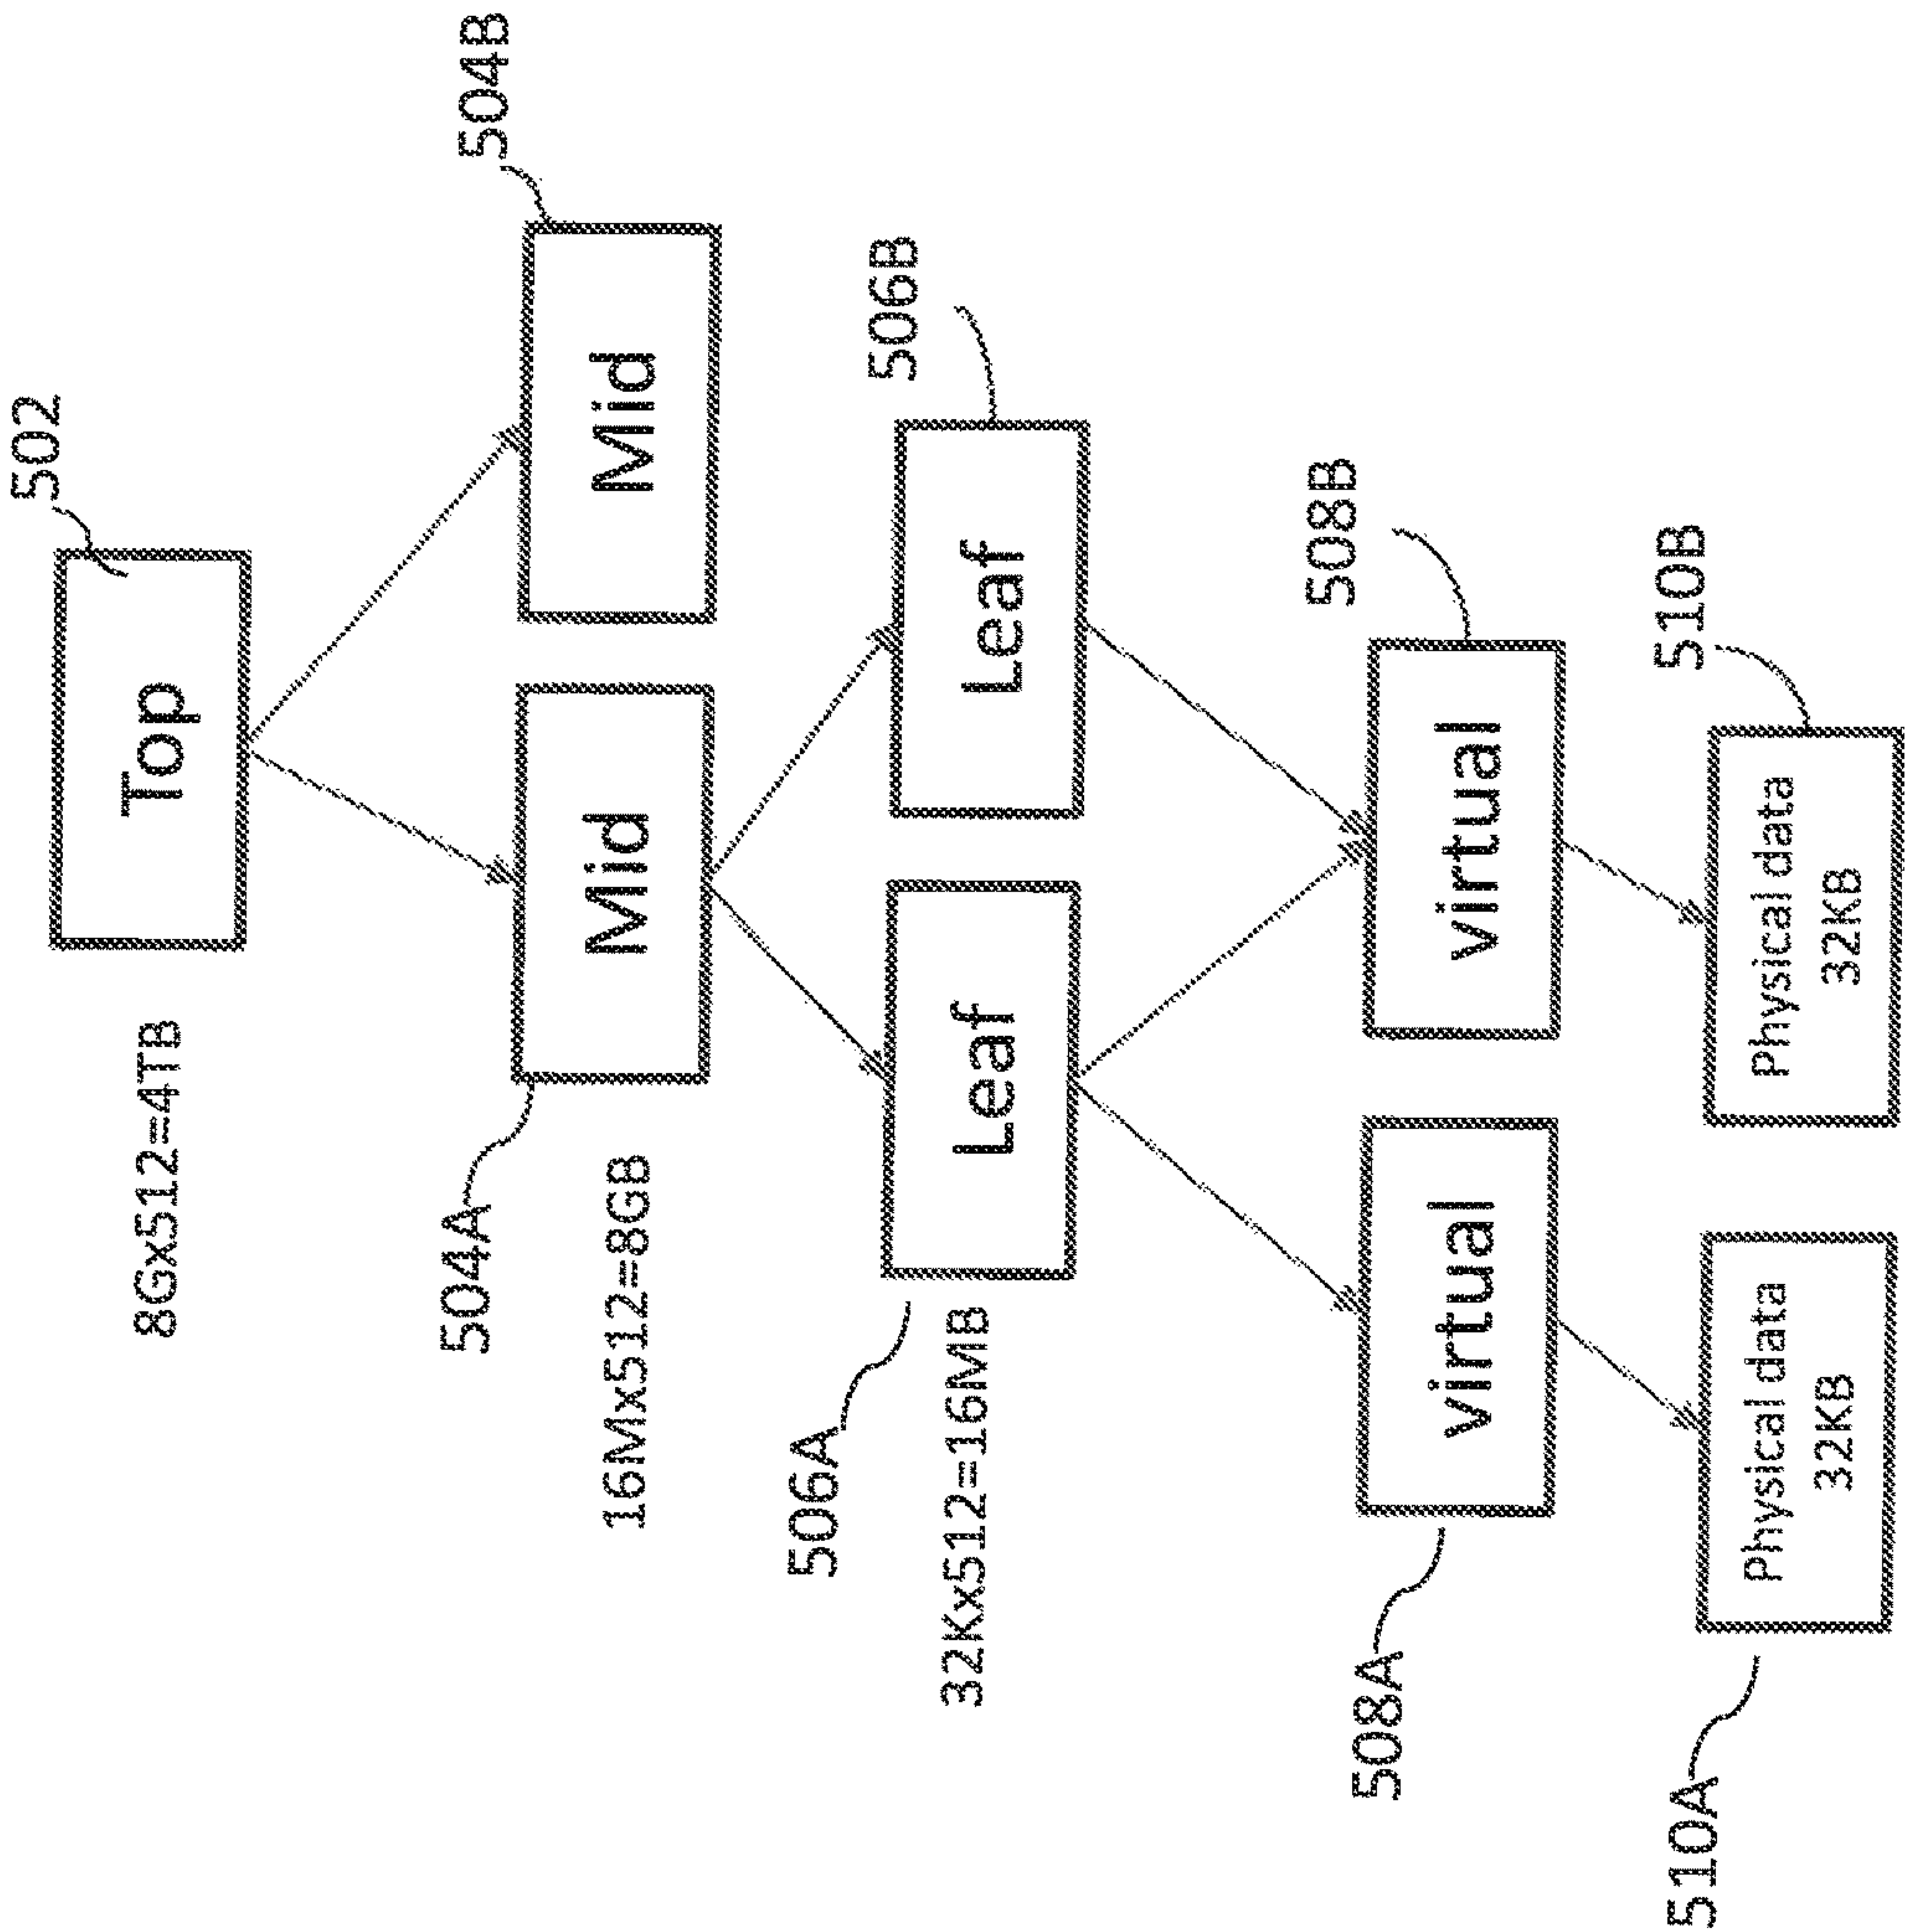 502
Top
8Gx512=4TB
504B
Mid
504A
Mid
16Mx512=8GB
506B
Leaf
506A
Leaf
32Kx512=16MB
508B
virtual
508A
virtual
510B
Physical data
32KB
510A
Physical data
32KB